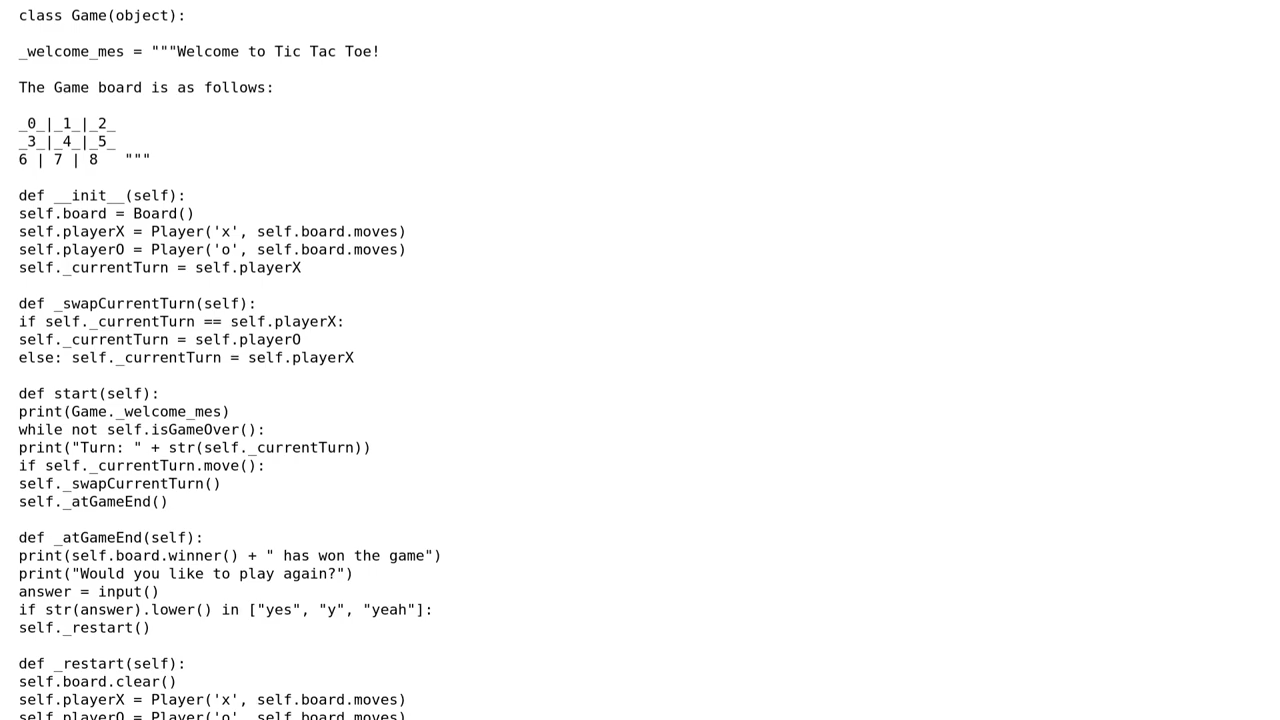 class Game(object):
_welcome_mes = """Welcome to Tic Tac Toe!
The Game board is as follows:
_0_|_1_|_2_
_3_|_4_|_5_
6 | 7 | 8   """
def __init__(self):
self.board = Board()
self.playerX = Player('x', self.board.moves)
self.playerO = Player('o', self.board.moves)
self._currentTurn = self.playerX
def _swapCurrentTurn(self):
if self._currentTurn == self.playerX:
self._currentTurn = self.playerO
else: self._currentTurn = self.playerX
def start(self):
print(Game._welcome_mes)
while not self.isGameOver():
print("Turn: " + str(self._currentTurn))
if self._currentTurn.move():
self._swapCurrentTurn()
self._atGameEnd()
def _atGameEnd(self):
print(self.board.winner() + " has won the game")
print("Would you like to play again?")
answer = input()
if str(answer).lower() in ["yes", "y", "yeah"]:
self._restart()
def _restart(self):
self.board.clear()
self.playerX = Player('x', self.board.moves)
self.playerO = Player('o', self.board.moves)